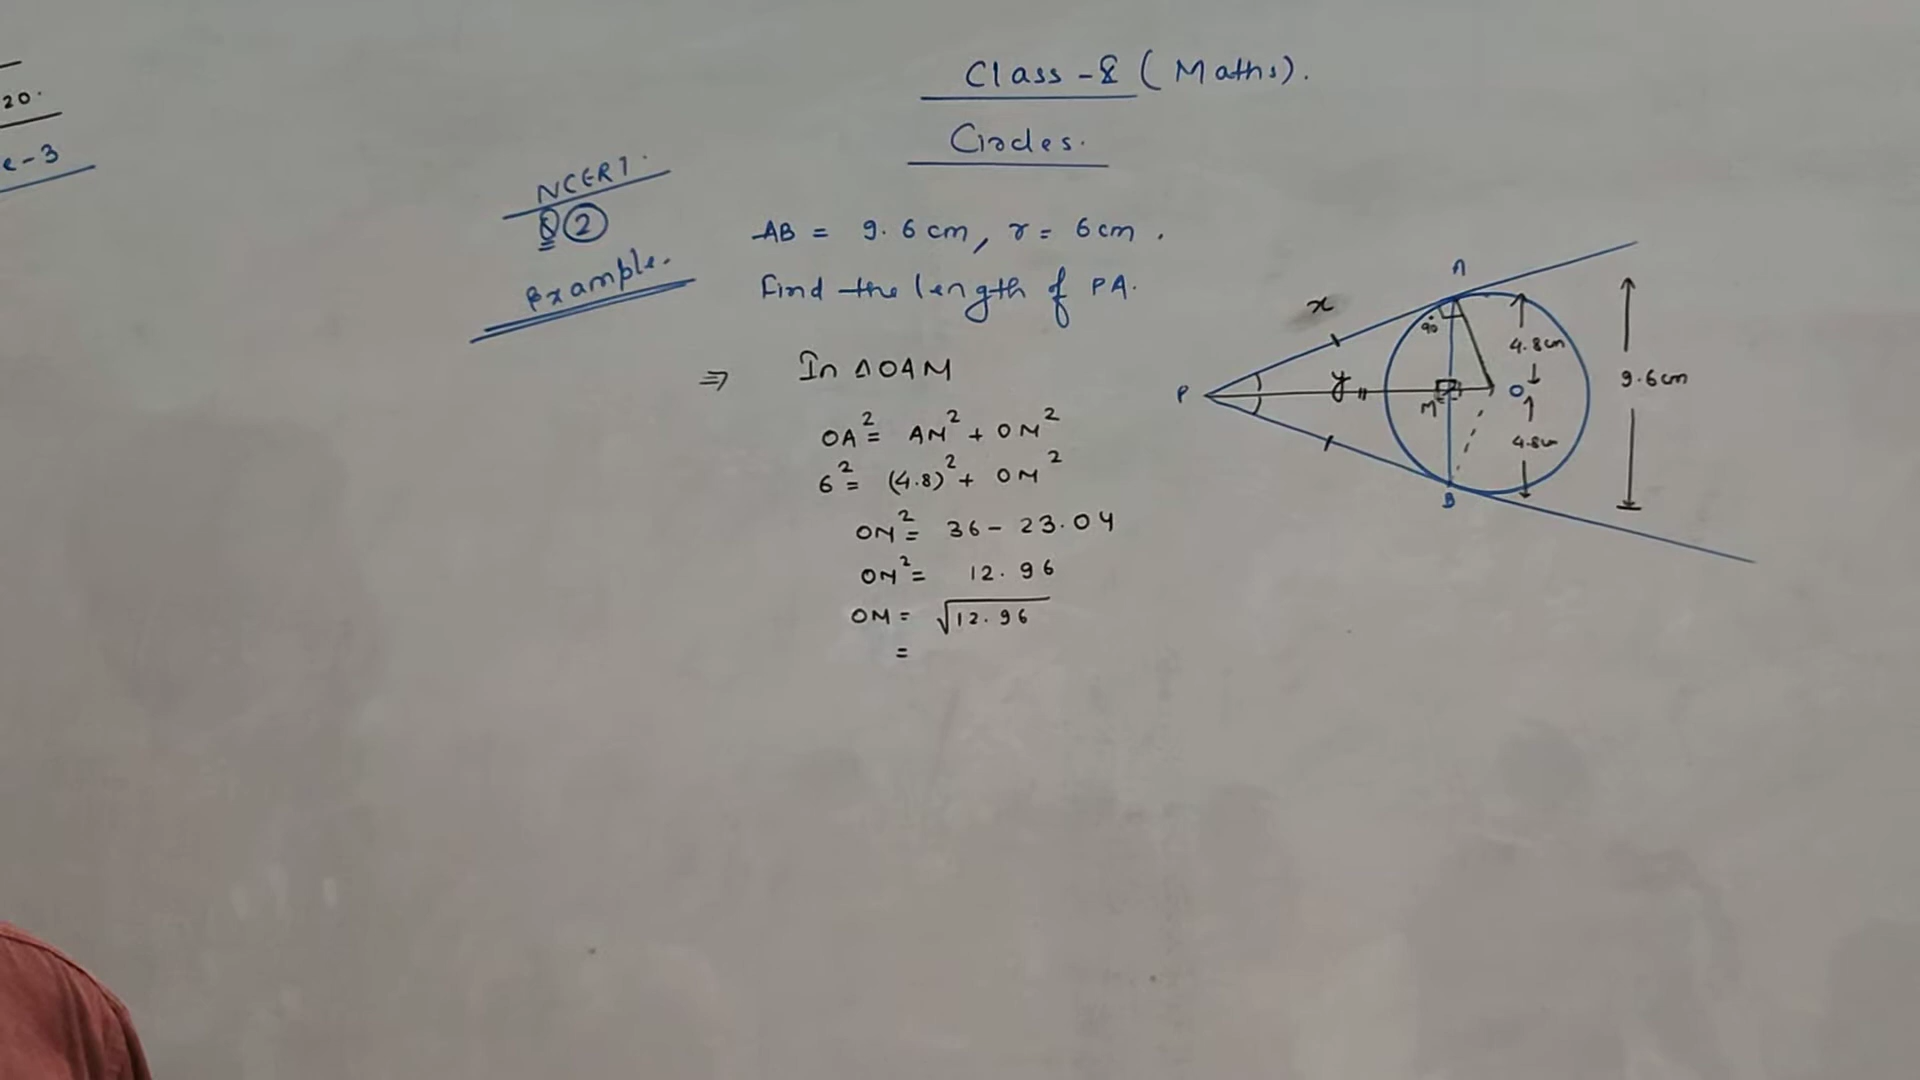 20.
e-3
Class-8 (Maths).
Circles.
NCERT.
Q ②
Example.
AB = 9.6 cm, r = 6 cm.
Find the length of PA.
⇒ In △OAM
OA² = AM² + OM²
6² = (4.8)² + OM²
OM² = 36 - 23.04
OM² = 12.96
OM = √12.96
=
A
x
90°
4.8cm
P
y
M
O
9.6cm
4.8cm
B